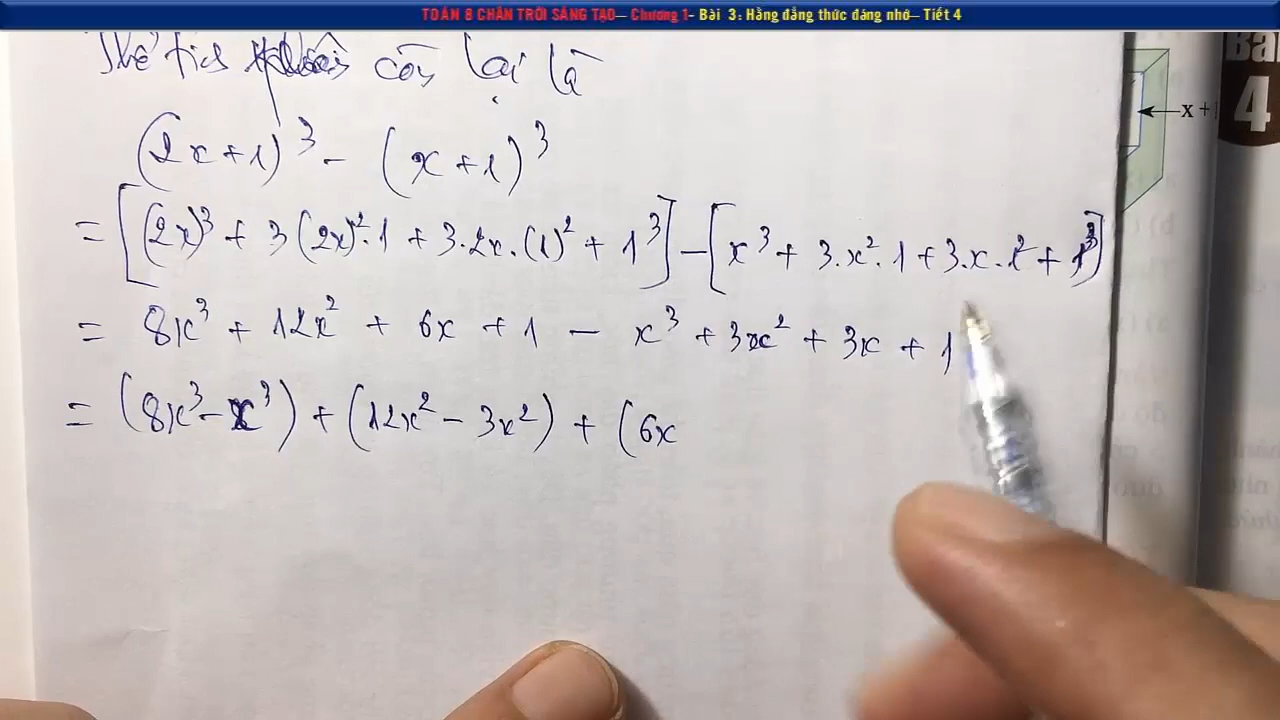 TOÁN 8 CHÂN TRỜI SÁNG TẠO– Chương 1- Bài 3: Hằng đẳng thức đáng nhớ– Tiết 4
Thể tích còn lại là
(2x+1)³ - (x+1)³
= [(2x)³ + 3(2x)².1 + 3.2x.(1)² + 1³] - [x³ + 3.x².1 + 3.x.1² + 1³]
= 8x³ + 12x² + 6x + 1 - x³ + 3x² + 3x + 1
= (8x³ - x³) + (12x² - 3x²) + (6x
x +
4